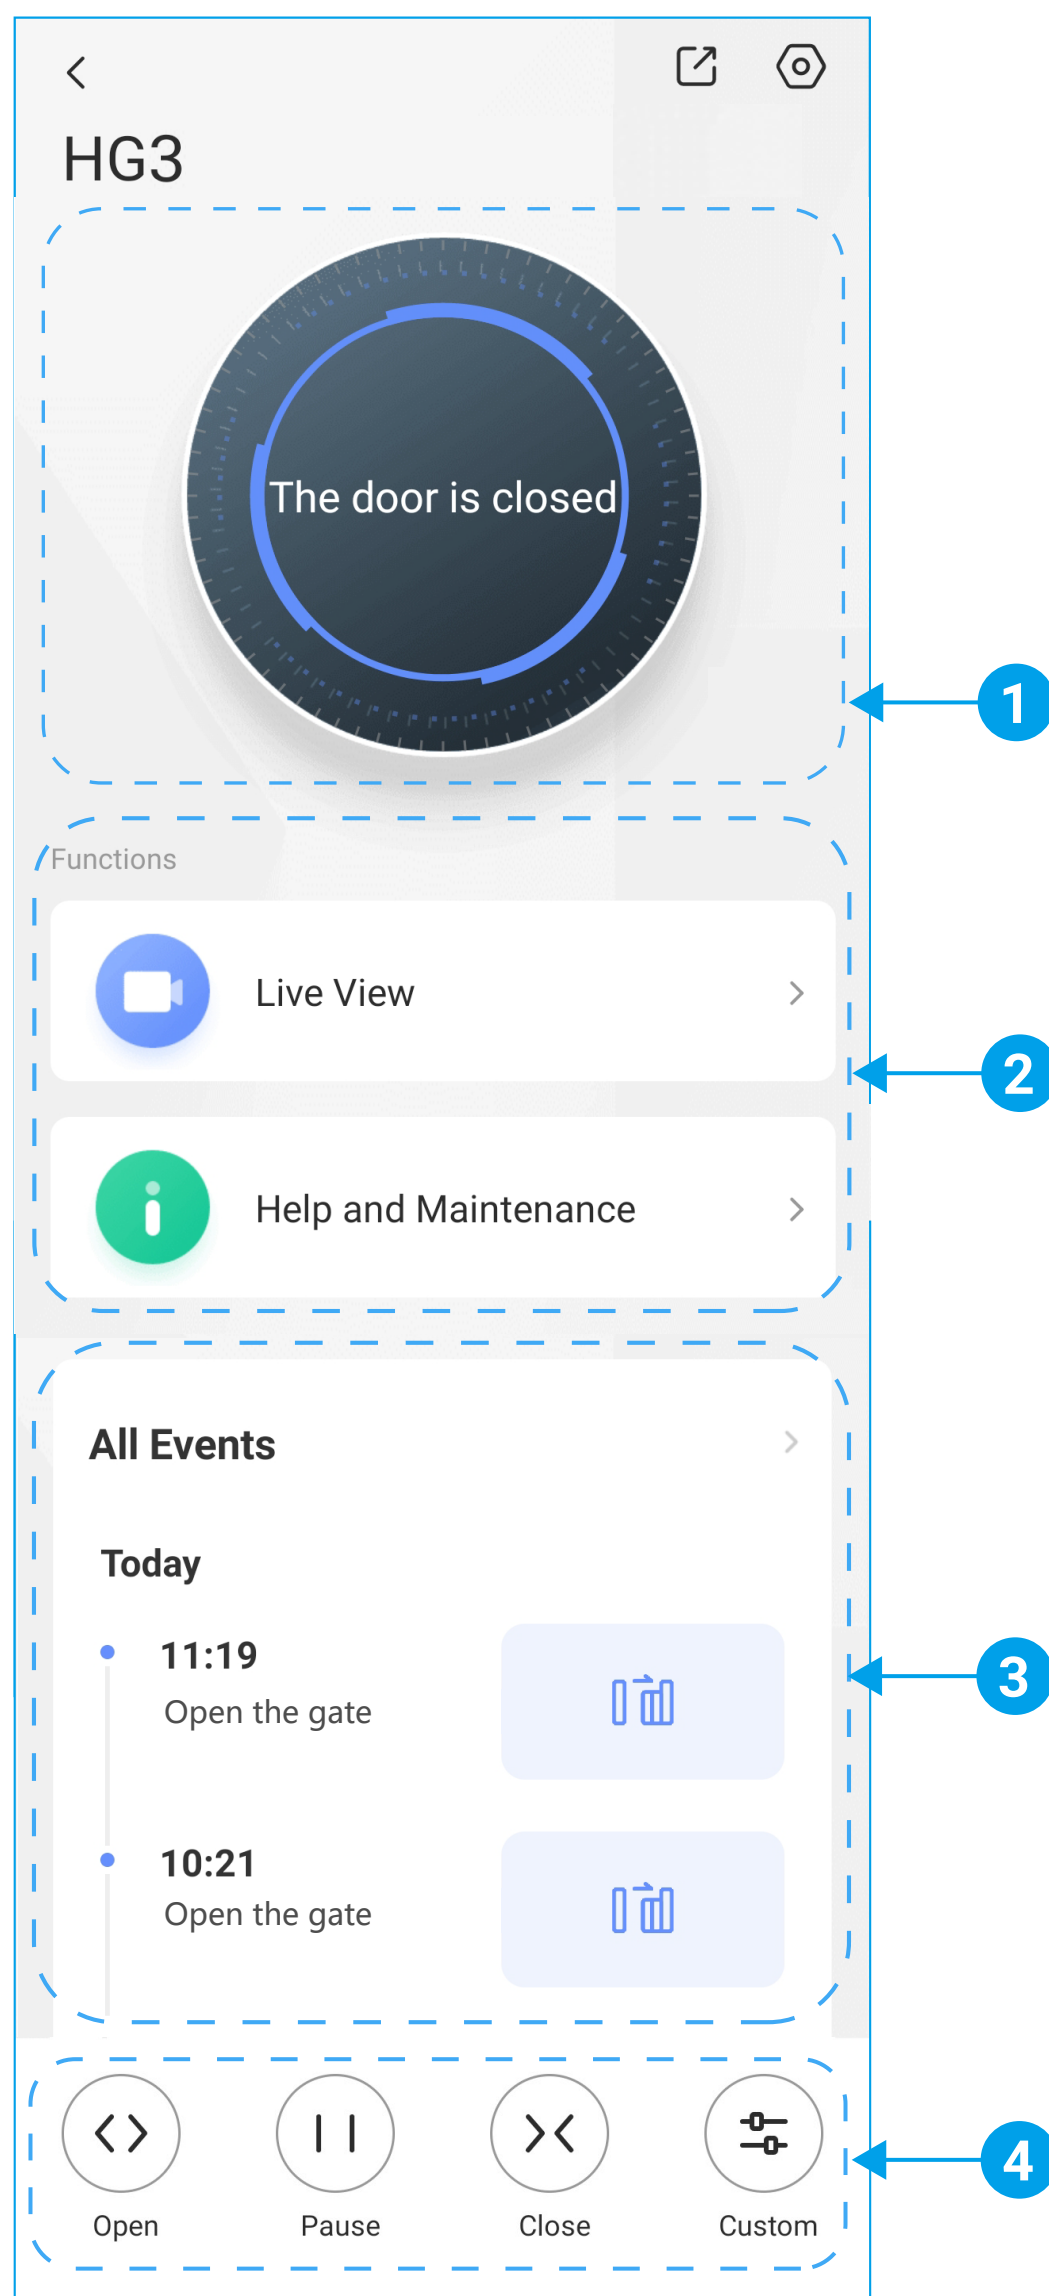 HG3
The door is closed
1
Functions
Live View
2
Help and Maintenance
All Events
Today
11:19
Open the gate
3
10:21
Open the gate
4
Open Pause Close Custom